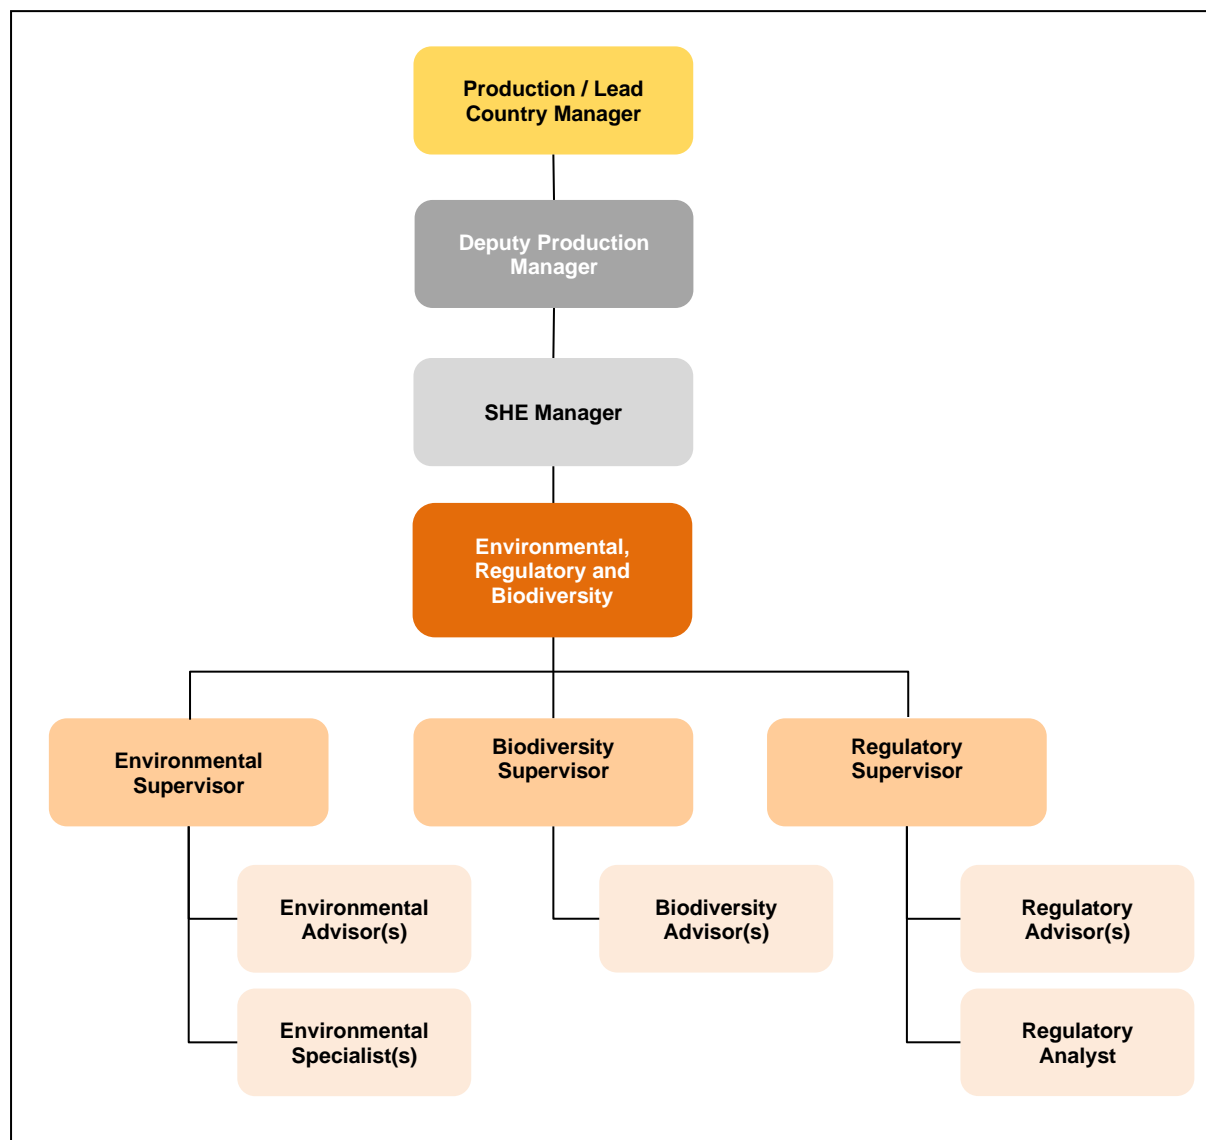 Production / Lead
Country Manager
Deputy Production
Manager
SHE Manager
Environmental,
Regulatory and
Biodiversity
Environmental
Supervisor
Biodiversity
Supervisor
Regulatory
Supervisor
Environmental
Advisor(s)
Biodiversity
Advisor(s)
Regulatory
Advisor(s)
Environmental
Specialist(s)
Regulatory
Analyst